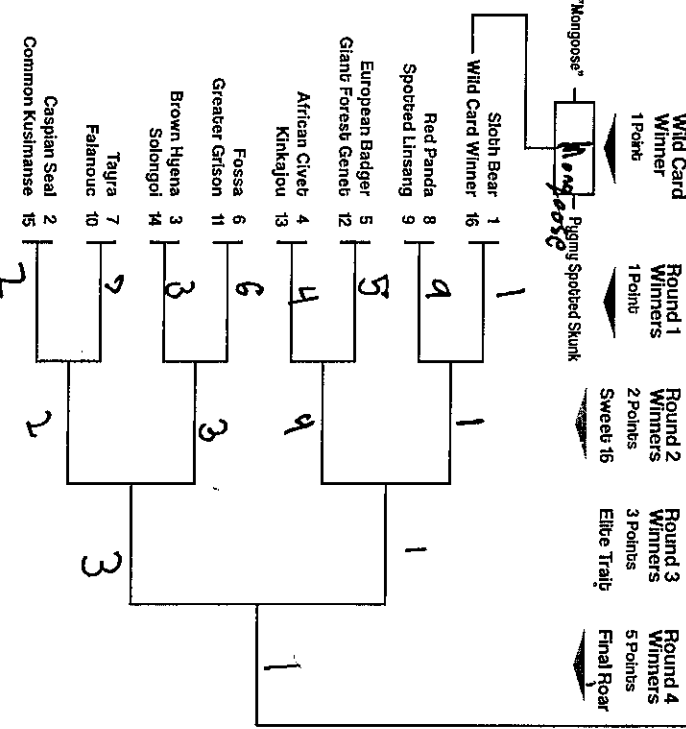 Wild Card
Winner
1 Point
Round 1
Winners
1 Point
Round 2
Winners
2 Points
Sweet 16
Round 3
Winners
3 Points
Elite Trait
Round 4
Winners
5 Points
Final Roar
"Mongoose"
Mongoose
Pygmy Spotted Skunk
Sloth Bear 1
Wild Card Winner 16
Red Panda 8
Spotted Linsang 9
European Badger 5
Giant Forest Genet 12
African Civet 4
Kinkajou 13
Fossa 6
Greater Grison 11
Brown Hyena 3
Solongoi 14
Tayra 7
Falanouc 10
Caspian Seal 2
Common Kusimanse 15
1
9
5
4
6
3
7
2
1
4
3
2
1
3
1